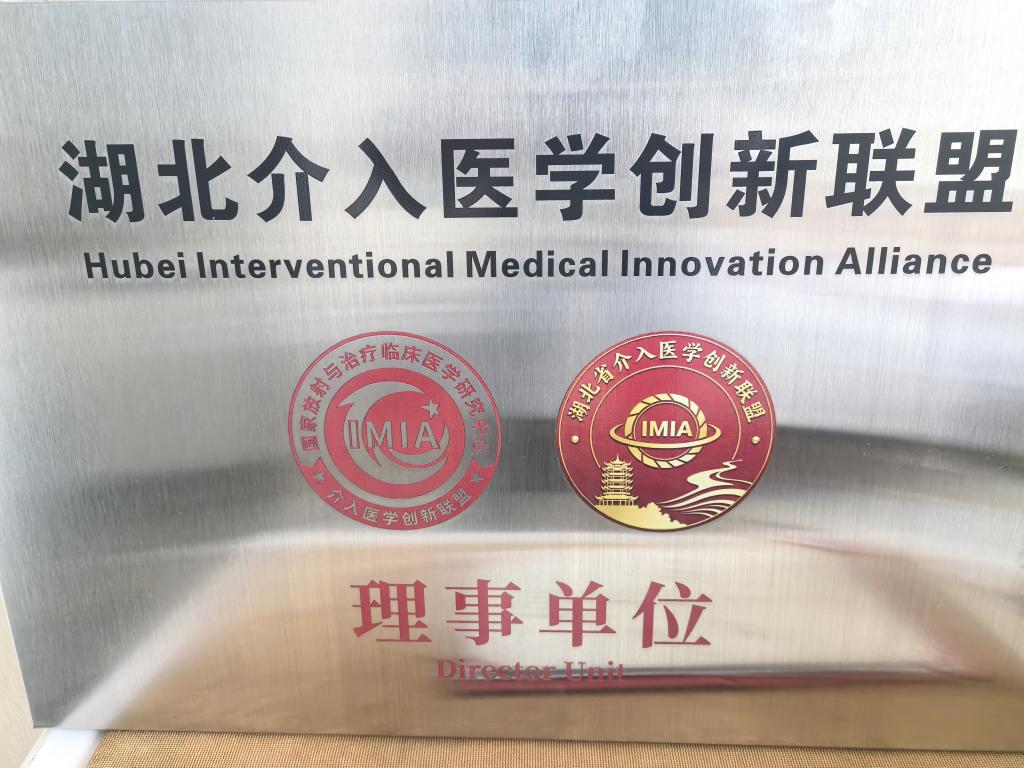 湖北介入医学创新联盟
Hubei Interventional Medical Innovation Alliance
国家放射与治疗临床医学研究中心
IMIA
介入医学创新联盟
湖北省介入医学创新联盟
IMIA
理事单位
Director Unit